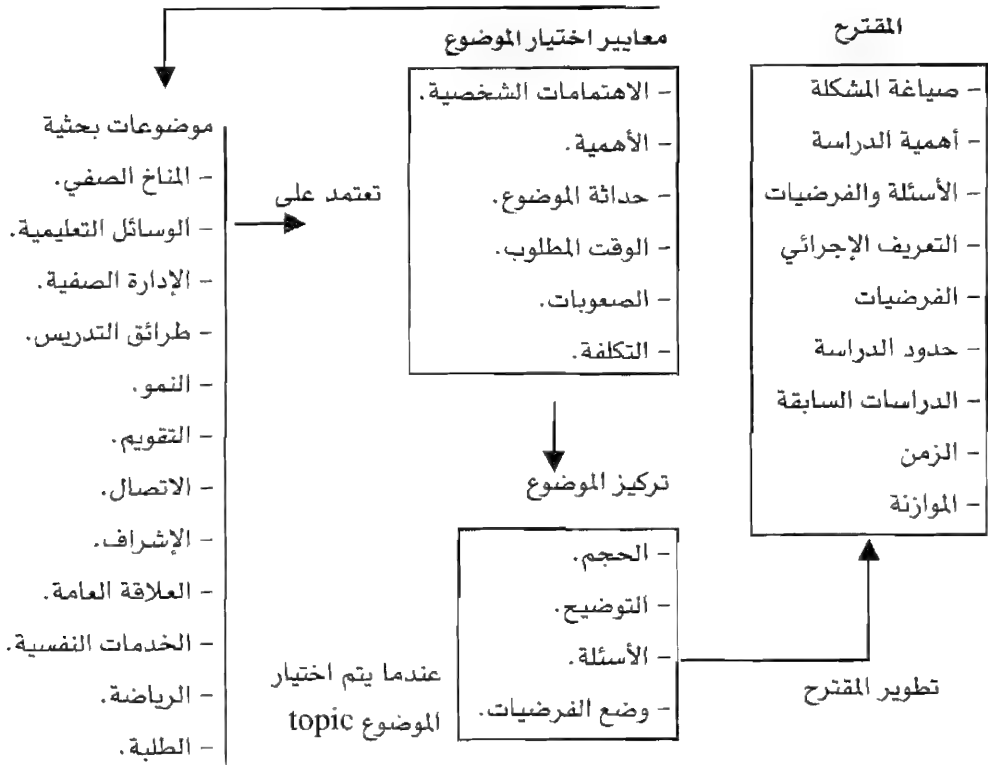 المقترح
- صياغة المشكلة
- أهمية الدراسة
- الأسئلة والفرضيات
- التعريف الإجرائي
- الفرضيات
- حدود الدراسة
- الدراسات السابقة
- الزمن
- الموازنة
معايير اختيار الموضوع
- الاهتمامات الشخصية.
- الأهمية.
- حداثة الموضوع.
- الوقت المطلوب.
- الصعوبات.
- التكلفة.
تعتمد على
موضوعات بحثية
- المناخ الصفي.
- الوسائل التعليمية.
- الإدارة الصفية.
- طرائق التدريس.
- النمو.
- التقويم.
- الاتصال.
- الإشراف.
- العلاقة العامة.
- الخدمات النفسية.
- الرياضة.
- الطلبة.
تركيز الموضوع
- الحجم.
- التوضيح.
- الأسئلة.
- وضع الفرضيات.
عندما يتم اختيار
الموضوع topic
تطوير المقترح